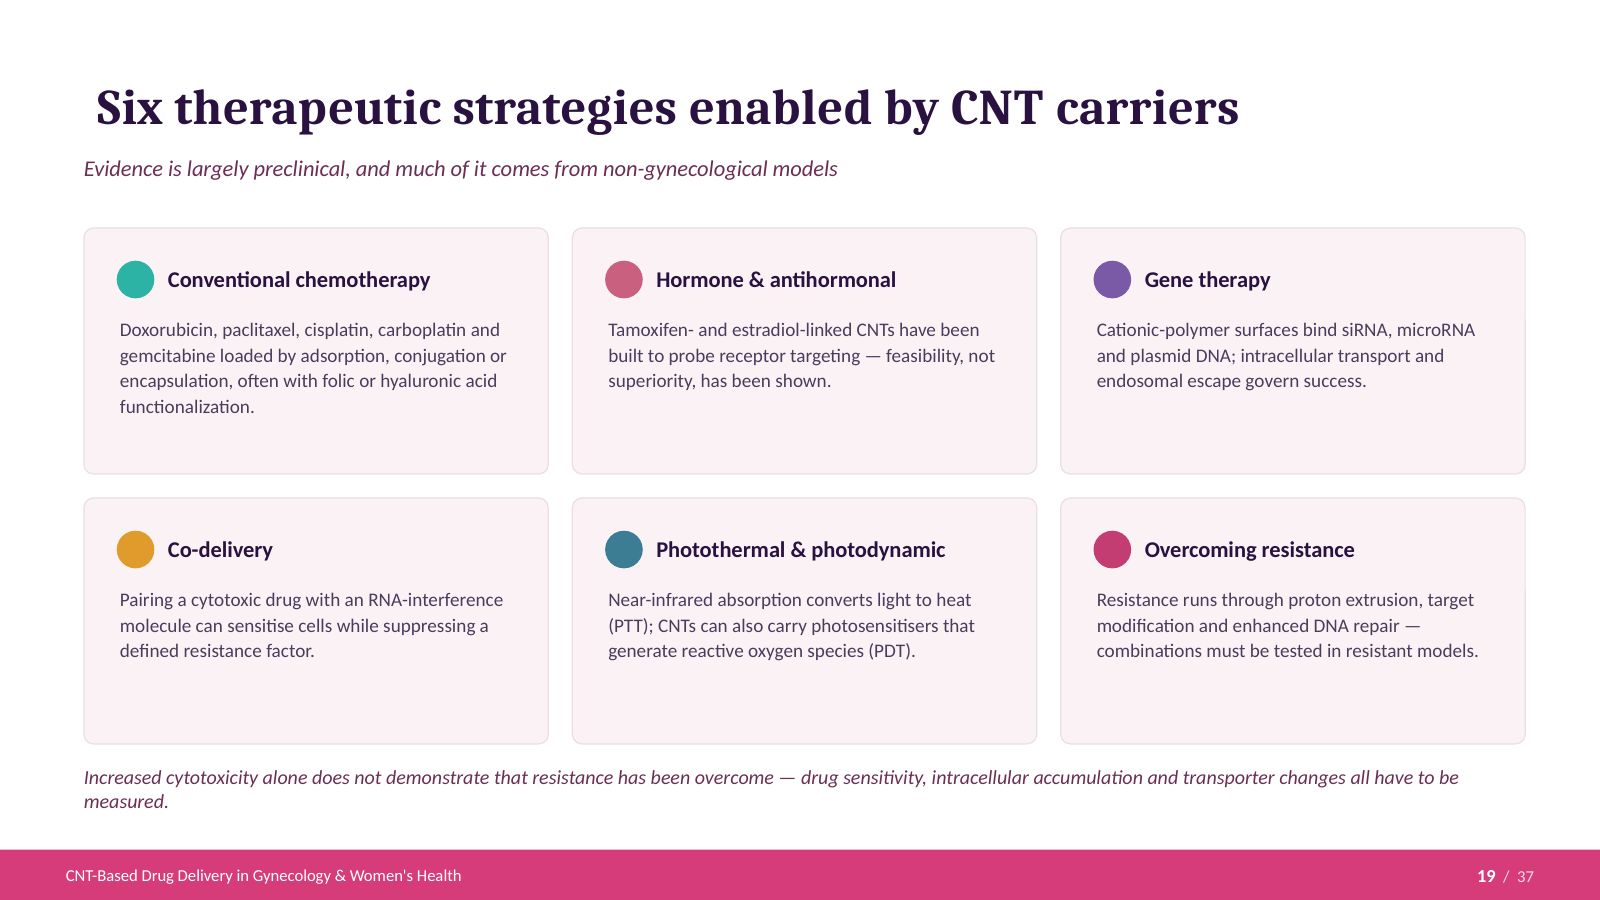 Six therapeutic strategies enabled by CNT carriers
Evidence is largely preclinical, and much of it comes from non-gynecological models
Conventional chemotherapy
Doxorubicin, paclitaxel, cisplatin, carboplatin and
gemcitabine loaded by adsorption, conjugation or
encapsulation, often with folic or hyaluronic acid
functionalization.
Hormone & antihormonal
Tamoxifen- and estradiol-linked CNTs have been
built to probe receptor targeting — feasibility, not
superiority, has been shown.
Gene therapy
Cationic-polymer surfaces bind siRNA, microRNA
and plasmid DNA; intracellular transport and
endosomal escape govern success.
Co-delivery
Pairing a cytotoxic drug with an RNA-interference
molecule can sensitise cells while suppressing a
defined resistance factor.
Photothermal & photodynamic
Near-infrared absorption converts light to heat
(PTT); CNTs can also carry photosensitisers that
generate reactive oxygen species (PDT).
Overcoming resistance
Resistance runs through proton extrusion, target
modification and enhanced DNA repair —
combinations must be tested in resistant models.
Increased cytotoxicity alone does not demonstrate that resistance has been overcome — drug sensitivity, intracellular accumulation and transporter changes all have to be
measured.
CNT-Based Drug Delivery in Gynecology & Women's Health
19 / 37